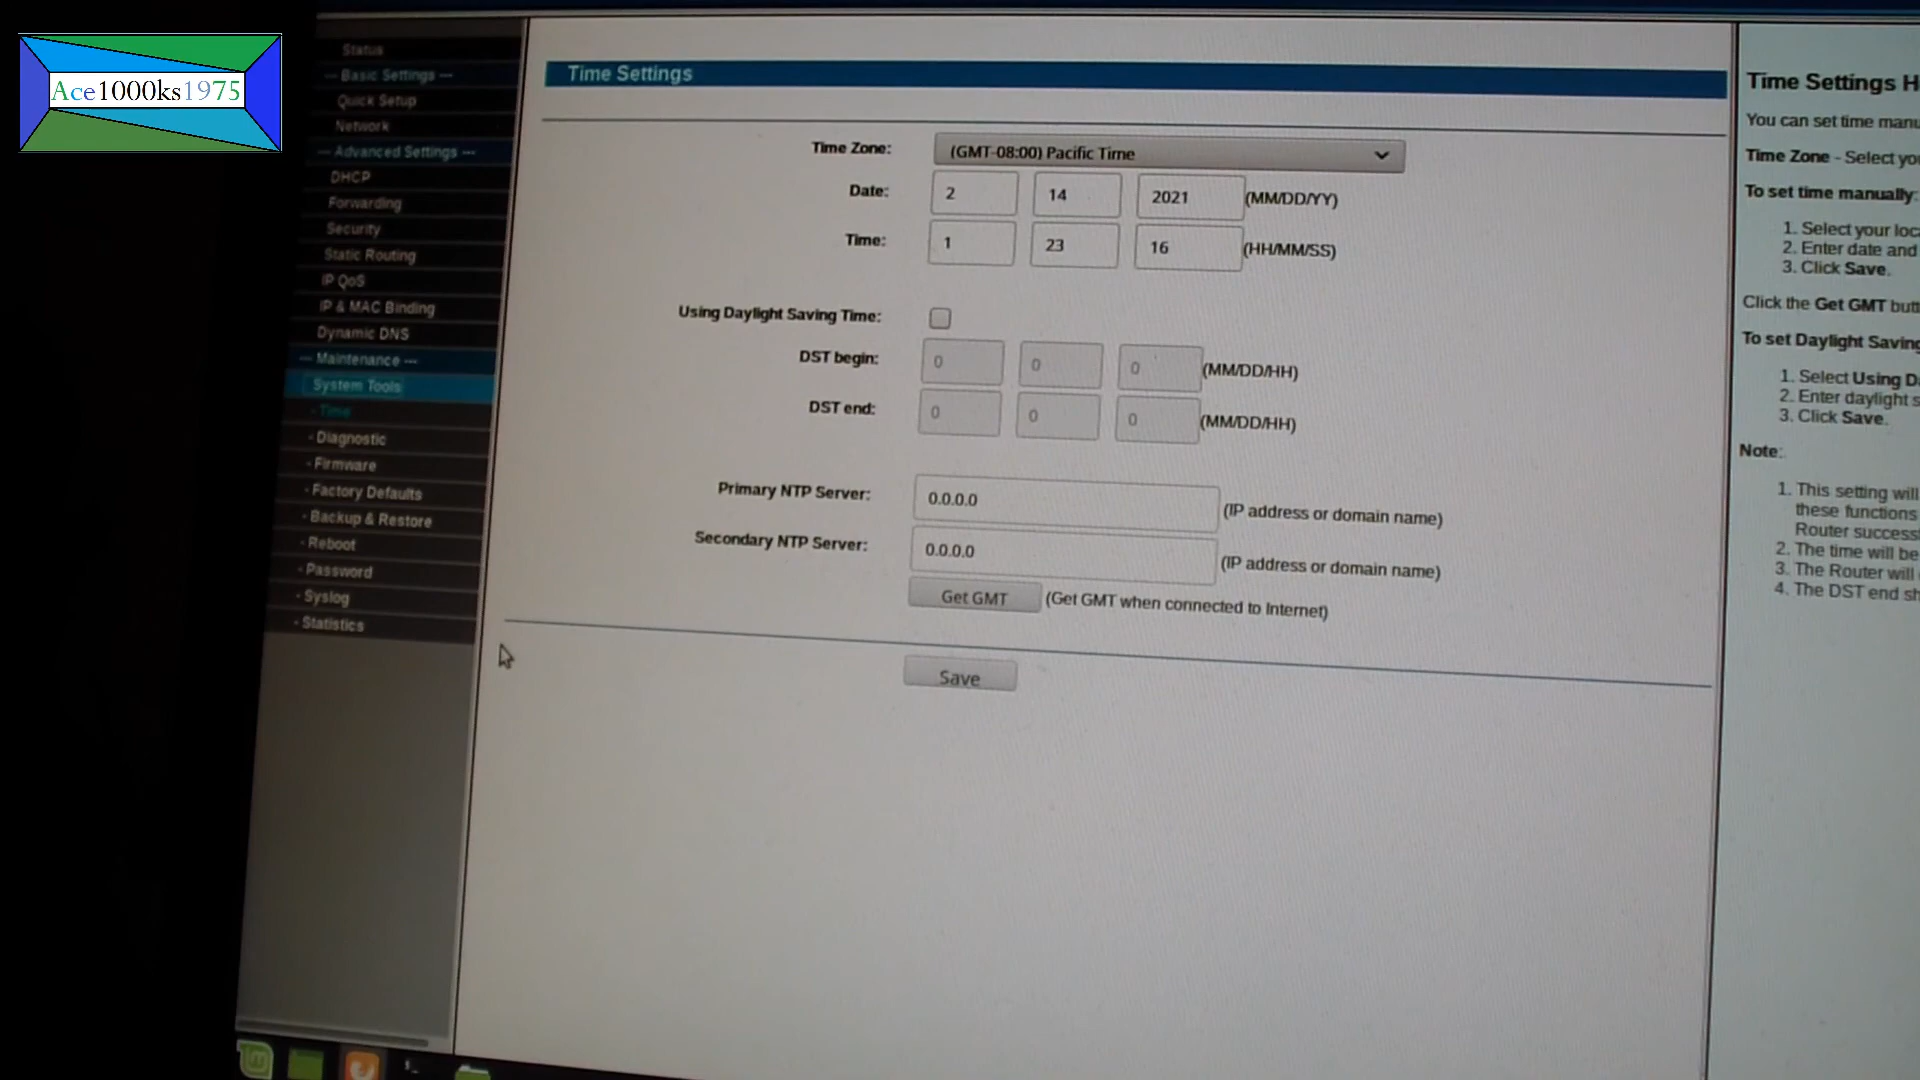 Ace1000ks1975
Status
--- Basic Settings ---
Quick Setup
Network
--- Advanced Settings ---
DHCP
Forwarding
Security
Static Routing
IP QoS
IP & MAC Binding
Dynamic DNS
--- Maintenance ---
System Tools
- Time
- Diagnostic
- Firmware
- Factory Defaults
- Backup & Restore
- Reboot
- Password
- Syslog
- Statistics
Time Settings
Time Zone: (GMT-08:00) Pacific Time
Date: 2 14 2021 (MM/DD/YY)
Time: 1 23 16 (HH/MM/SS)
Using Daylight Saving Time:
DST begin: 0 0 0 (MM/DD/HH)
DST end: 0 0 0 (MM/DD/HH)
Primary NTP Server: 0.0.0.0 (IP address or domain name)
Secondary NTP Server: 0.0.0.0 (IP address or domain name)
Get GMT (Get GMT when connected to Internet)
Save
Time Settings H
You can set time manu
Time Zone - Select yo
To set time manually:
1. Select your loc
2. Enter date and
3. Click Save.
Click the Get GMT butt
To set Daylight Saving
1. Select Using D
2. Enter daylight s
3. Click Save.
Note:
1. This setting will
these functions
Router success
2. The time will be
3. The Router will
4. The DST end sh